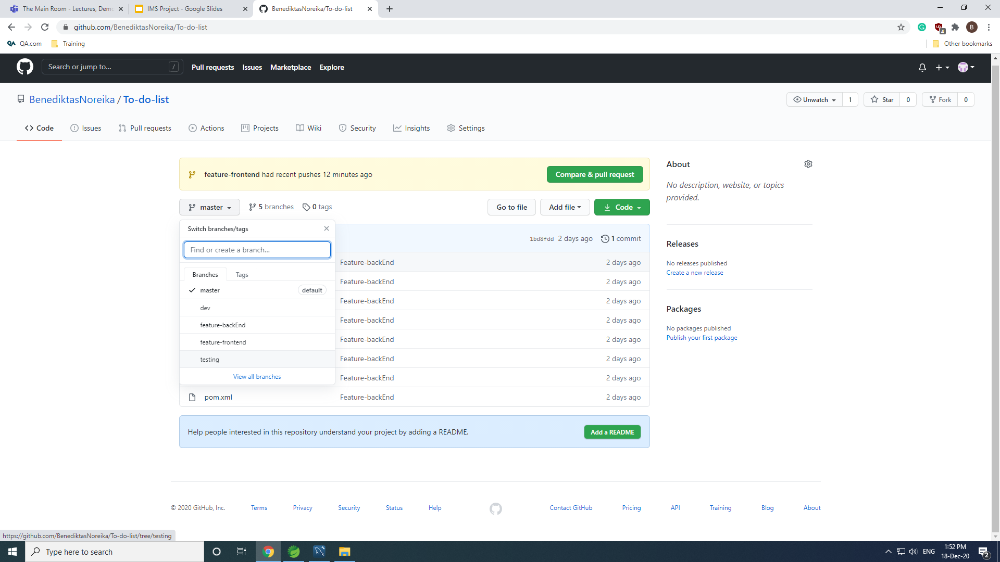 The Main Room - Lectures, Demo
IMS Project - Google Slides
BenediktasNoreika/To-do-list
github.com/BenediktasNoreika/To-do-list
4
B
QA QA.com
Training
Other bookmarks
Search or jump to...
/
Pull requests
Issues
Marketplace
Explore
BenediktasNoreika / To-do-list
Unwatch
1
Star
0
Fork
0
Code
Issues
Pull requests
Actions
Projects
Wiki
Security
Insights
Settings
feature-frontend had recent pushes 12 minutes ago
Compare & pull request
master
5 branches
0 tags
Go to file
Add file
Code
Switch branches/tags
Find or create a branch...
Branches
Tags
master
default
dev
feature-backEnd
feature-frontend
testing
View all branches
1bd8fdd 2 days ago
1 commit
Feature-backEnd
2 days ago
Feature-backEnd
2 days ago
Feature-backEnd
2 days ago
Feature-backEnd
2 days ago
Feature-backEnd
2 days ago
Feature-backEnd
2 days ago
Feature-backEnd
2 days ago
pom.xml
Feature-backEnd
2 days ago
Help people interested in this repository understand your project by adding a README.
Add a README
About
No description, website, or topics
provided.
Releases
No releases published
Create a new release
Packages
No packages published
Publish your first package
© 2020 GitHub, Inc.
Terms
Privacy
Security
Status
Help
Contact GitHub
Pricing
API
Training
Blog
About
https://github.com/BenediktasNoreika/To-do-list/tree/testing
Type here to search
ENG
1:52 PM
18-Dec-20
2